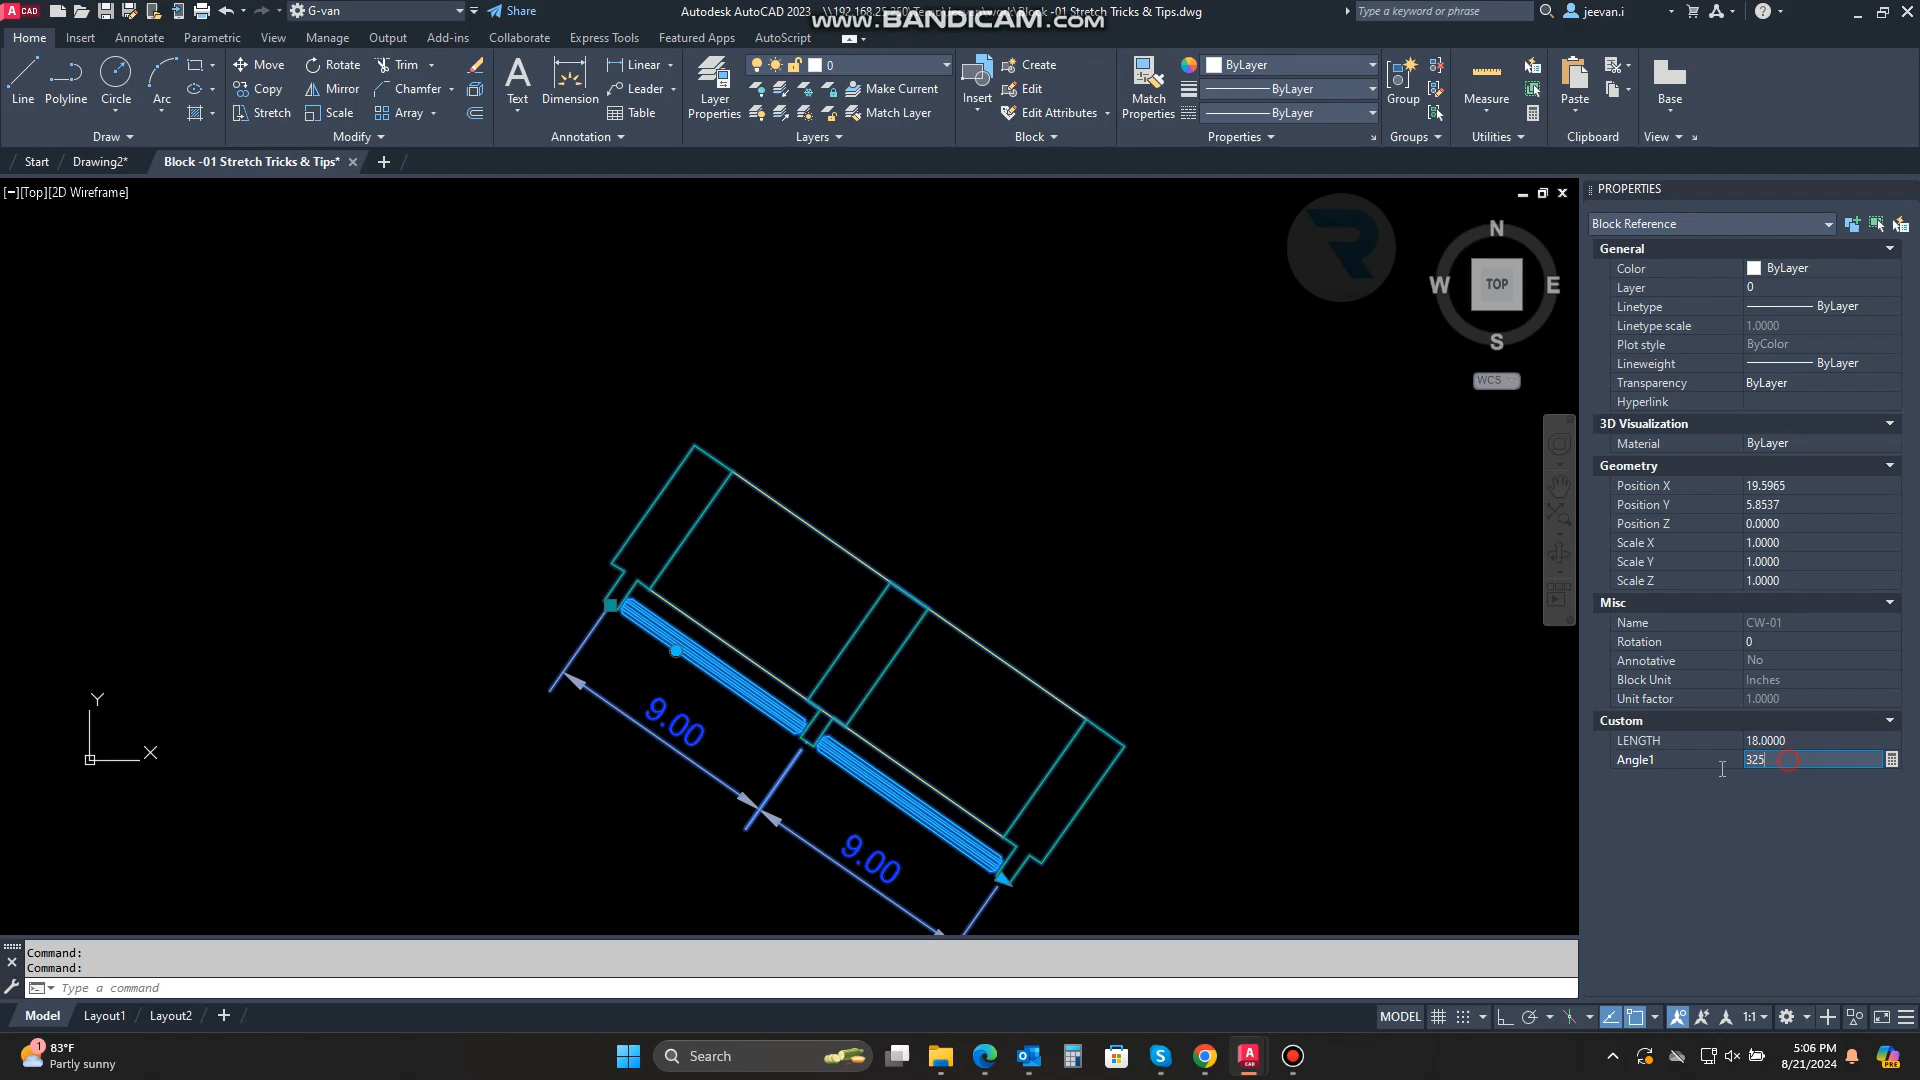 CAD
G-van
Share
Autodesk AutoCAD 2023
Block -01 Stretch Tricks & Tips.dwg
www.BANDICAM.com
Type a keyword or phrase
jeevan.i
Home
Insert
Annotate
Parametric
View
Manage
Output
Add-ins
Collaborate
Express Tools
Featured Apps
AutoScript
Line
Polyline
Circle
Arc
Draw
Move
Rotate
Trim
Copy
Mirror
Chamfer
Stretch
Scale
Array
Modify
Text
Dimension
Linear
Leader
Table
Annotation
Layer
Properties
0
Make Current
Match Layer
Layers
Insert
Create
Edit
Edit Attributes
Block
Match
Properties
ByLayer
ByLayer
ByLayer
Properties
Group
Groups
Measure
Utilities
Paste
Clipboard
Base
View
Start
Drawing2*
Block -01 Stretch Tricks & Tips*
[−][Top][2D Wireframe]
N
W
TOP
E
S
WCS
9.00
9.00
Y
X
PROPERTIES
Block Reference
General
Color ByLayer
Layer 0
Linetype ByLayer
Linetype scale 1.0000
Plot style ByColor
Lineweight ByLayer
Transparency ByLayer
Hyperlink
3D Visualization
Material ByLayer
Geometry
Position X 19.5965
Position Y 5.8537
Position Z 0.0000
Scale X 1.0000
Scale Y 1.0000
Scale Z 1.0000
Misc
Name CW-01
Rotation 0
Annotative No
Block Unit Inches
Unit factor 1.0000
Custom
LENGTH 18.0000
Angle1 325
Command:
Command:
Type a command
Model
Layout1
Layout2
MODEL
1:1
83°F
Partly sunny
Search
5:06 PM
8/21/2024